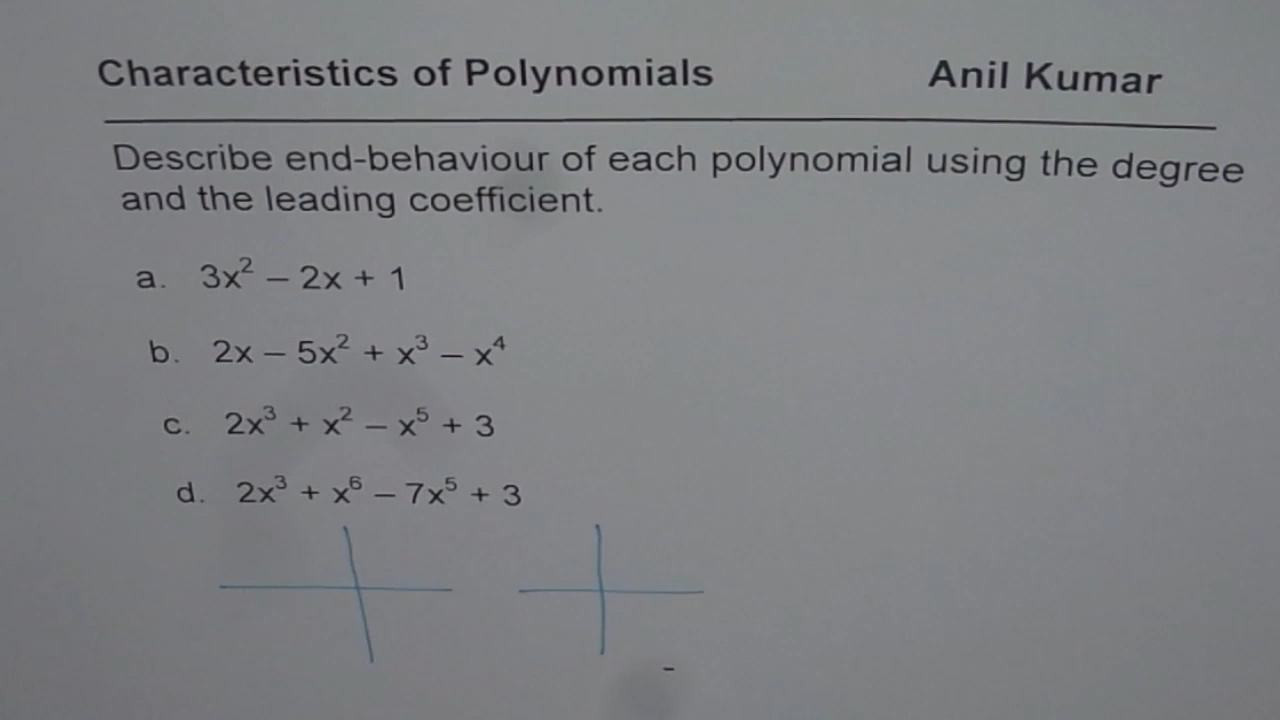 Characteristics of Polynomials Anil Kumar
Describe end-behaviour of each polynomial using the degree
and the leading coefficient.
a. 3x² – 2x + 1
b. 2x – 5x² + x³ – x⁴
c. 2x³ + x² – x⁵ + 3
d. 2x³ + x⁶ – 7x⁵ + 3